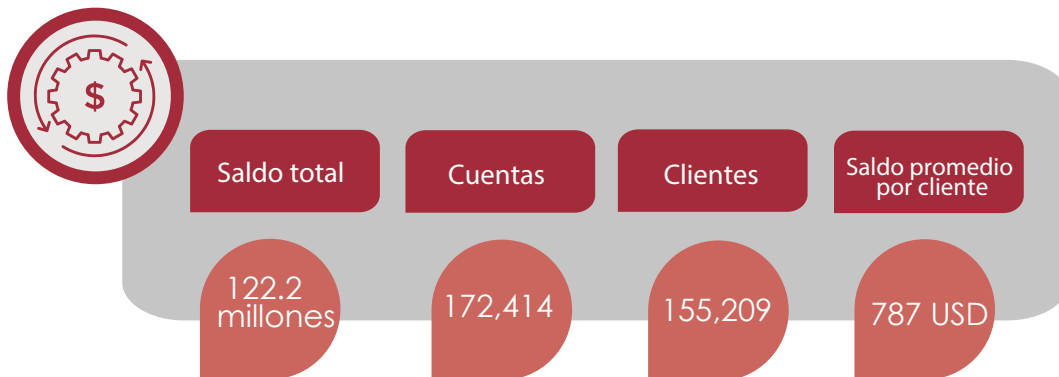 $
Saldo total
Cuentas
Clientes
Saldo promedio
por cliente
122.2
millones
172,414
155,209
787 USD